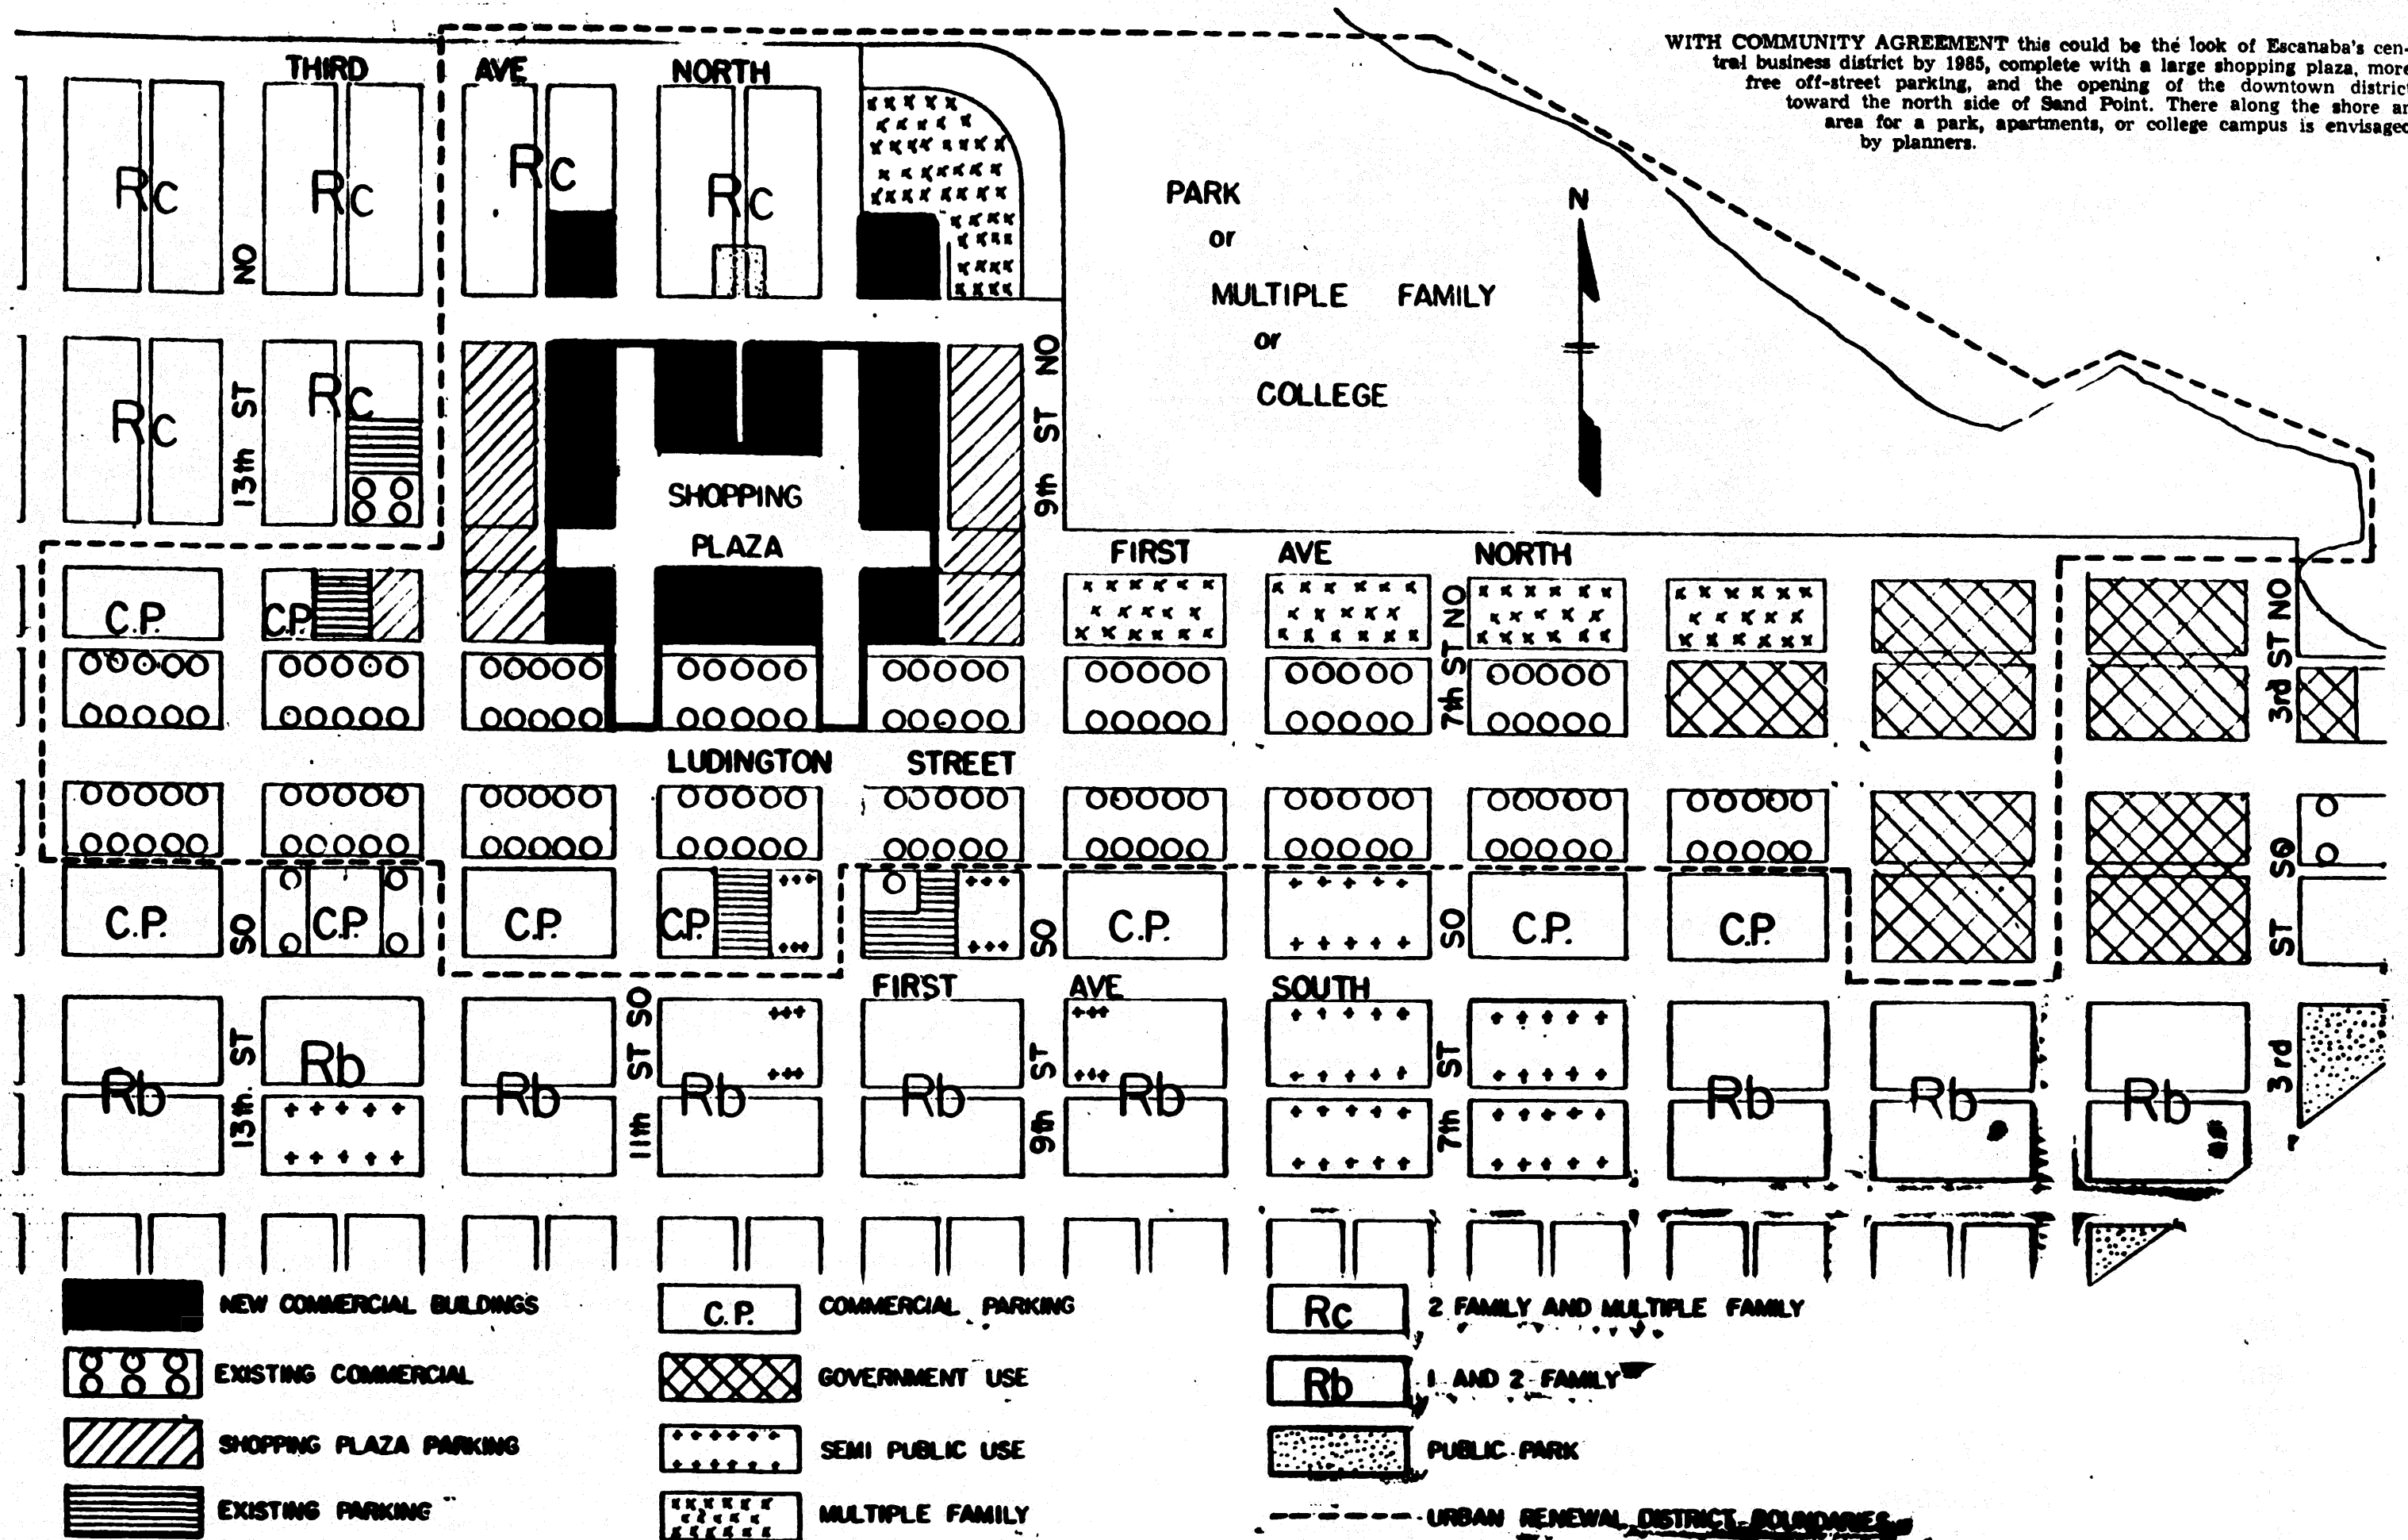 WITH COMMUNITY AGREEMENT this could be the look of Escanaba's cen-
tral business district by 1985, complete with a large shopping plaza, more
free off-street parking, and the opening of the downtown district
toward the north side of Sand Point. There along the shore an
area for a park, apartments, or college campus is envisaged
by planners.
THIRD AVE NORTH
Rc Rc Rc Rc
PARK
or
MULTIPLE FAMILY
or
COLLEGE
N
13th ST NO
Rc Rc
9th ST NO
SHOPPING
PLAZA
FIRST AVE NORTH
C.P. C.P.
7th ST NO
3rd ST NO
LUDINGTON STREET
C.P. C.P. C.P. C.P. C.P. C.P. C.P.
FIRST AVE SOUTH
13th ST SO
11th ST SO
9th ST SO
7th ST SO
3rd ST SO
Rb Rb Rb Rb Rb Rb Rb Rb Rb
NEW COMMERCIAL BUILDINGS
EXISTING COMMERCIAL
SHOPPING PLAZA PARKING
EXISTING PARKING
C.P. COMMERCIAL PARKING
GOVERNMENT USE
SEMI PUBLIC USE
MULTIPLE FAMILY
Rc 2 FAMILY AND MULTIPLE FAMILY
Rb 1 AND 2 FAMILY
PUBLIC PARK
URBAN RENEWAL DISTRICT BOUNDARIES